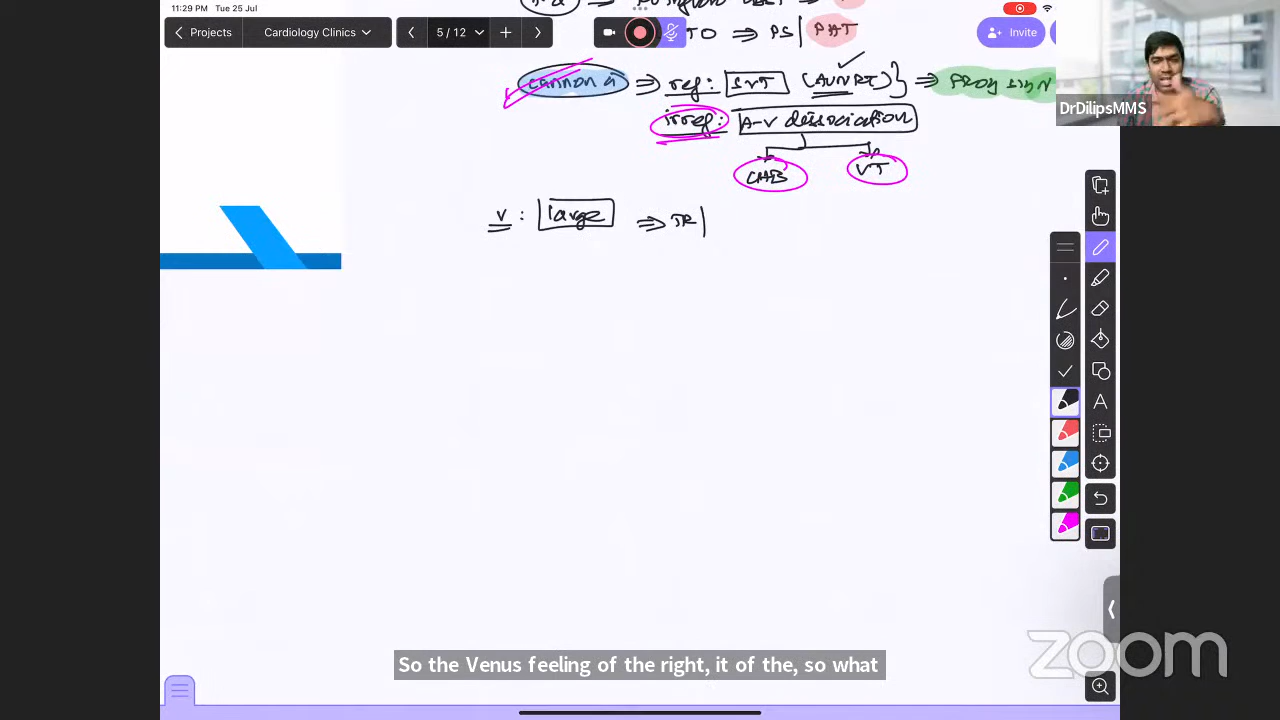 11:29 PM Tue 25 Jul
Projects Cardiology Clinics 5 / 12 Invite
TO ⇒ PS| PHT
cannon a ⇒ reg: SVT (AVNRT)} ⇒ FROG SIGN
irreg: A-V dissociation
CHB VT
v : large ⇒ TR|
DrDilipsMMS
A
So the Venus feeling of the right, it of the, so what
zoom